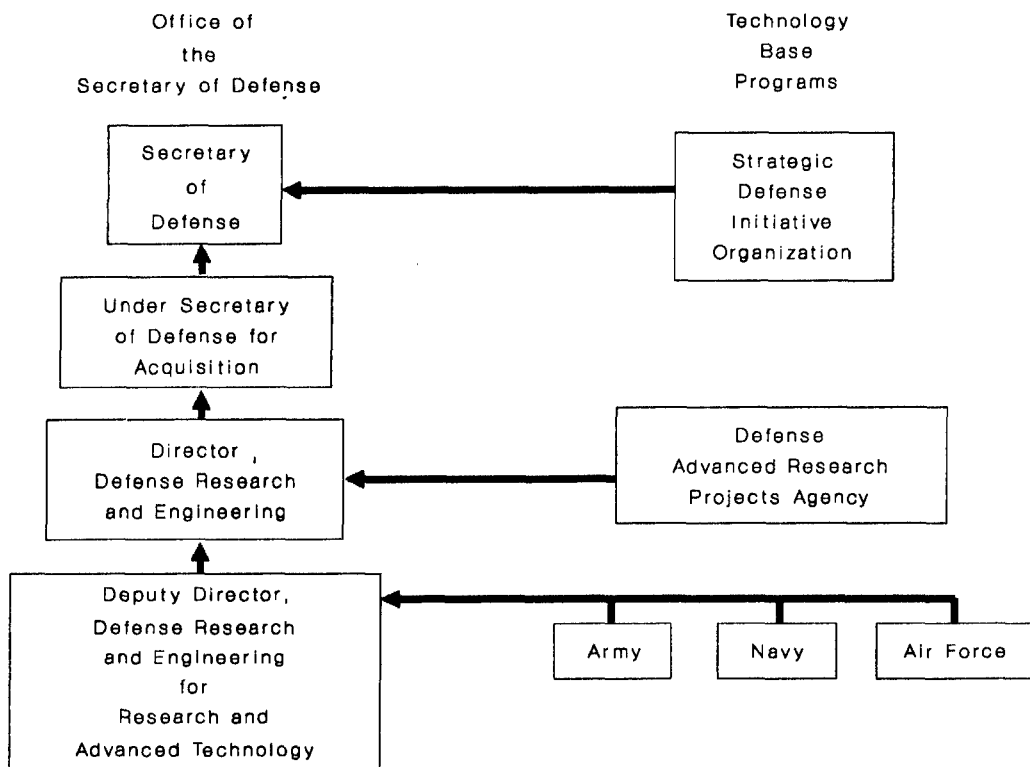 Office of
the
Secretary of Defense
Technology
Base
Programs
Secretary
of
Defense
Strategic
Defense
Initiative
Organization
Under Secretary
of Defense for
Acquisition
Director,
Defense Research
and Engineering
Defense
Advanced Research
Projects Agency
Deputy Director,
Defense Research
and Engineering
for
Research and
Advanced Technology
Army
Navy
Air Force